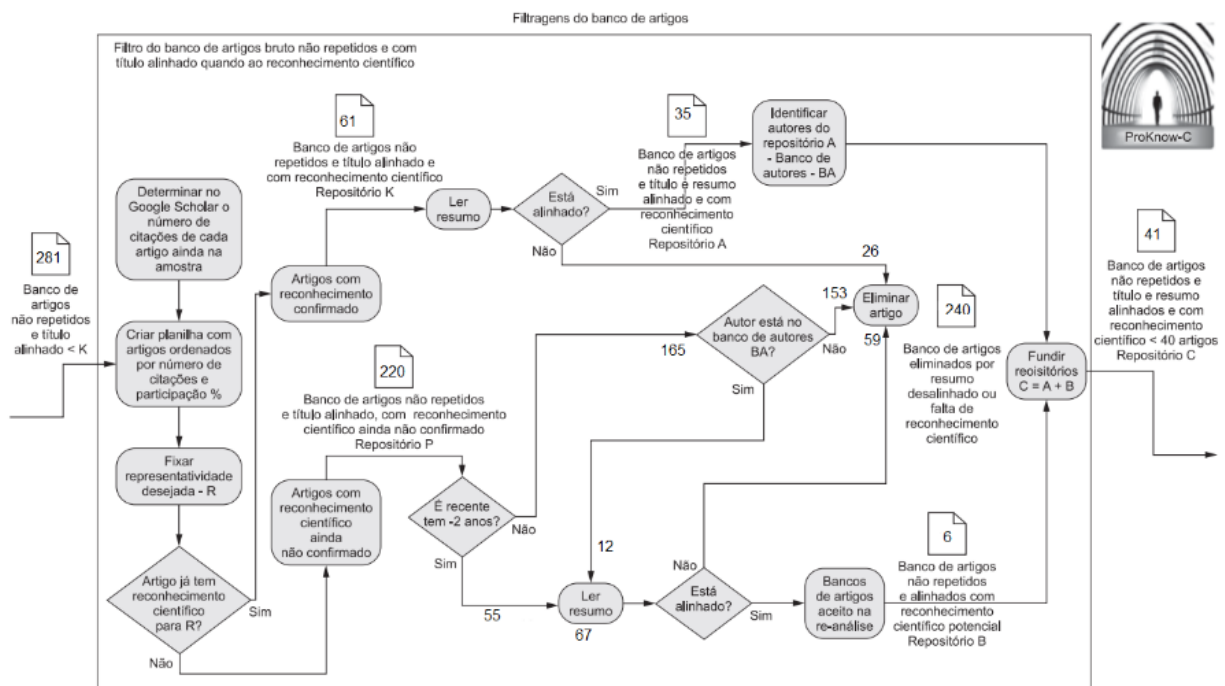 Filtragens do banco de artigos
Filtro do banco de artigos bruto não repetidos e com
título alinhado quando ao reconhecimento científico
ProKnow-C
281
Banco de
artigos
não repetidos
e título
alinhado < K
Determinar no
Google Scholar o
número de
citações de cada
artigo ainda na
amostra
Criar planilha com
artigos ordenados
por número de
citações e
participação %
Fixar
representatividade
desejada - R
Artigo já tem
reconhecimento
científico
para R?
Sim
Não
61
Banco de artigos não
repetidos e título alinhado e
com reconhecimento científico
Repositório K
Artigos com
reconhecimento
confirmado
Ler
resumo
Está
alinhado?
Sim
Não
35
Banco de artigos
não repetidos
e título e resumo
alinhado e com
reconhecimento
científico
Repositório A
Identificar
autores do
repositório A
- Banco de
autores - BA
26
153
Eliminar
artigo
59
240
Banco de artigos
eliminados por
resumo
desalinhado ou
falta de
reconhecimento
científico
220
Banco de artigos não repetidos
e título alinhado, com reconhecimento
científico ainda não confirmado
Repositório P
Artigos com
reconhecimento
científico
ainda
não confirmado
É recente
tem -2 anos?
Não
Sim
165
Autor está no
banco de autores
BA?
Não
Sim
12
55
Ler
resumo
67
Está
alinhado?
Não
Sim
Bancos
de artigos
aceito na
re-análise
6
Banco de artigos
não repetidos
e alinhados com
reconhecimento
científico potencial
Repositório B
Fundir
reoisitórios
C = A + B
41
Banco de artigos
não repetidos e
título e resumo
alinhados e com
reconhecimento
científico < 40 artigos
Repositório C